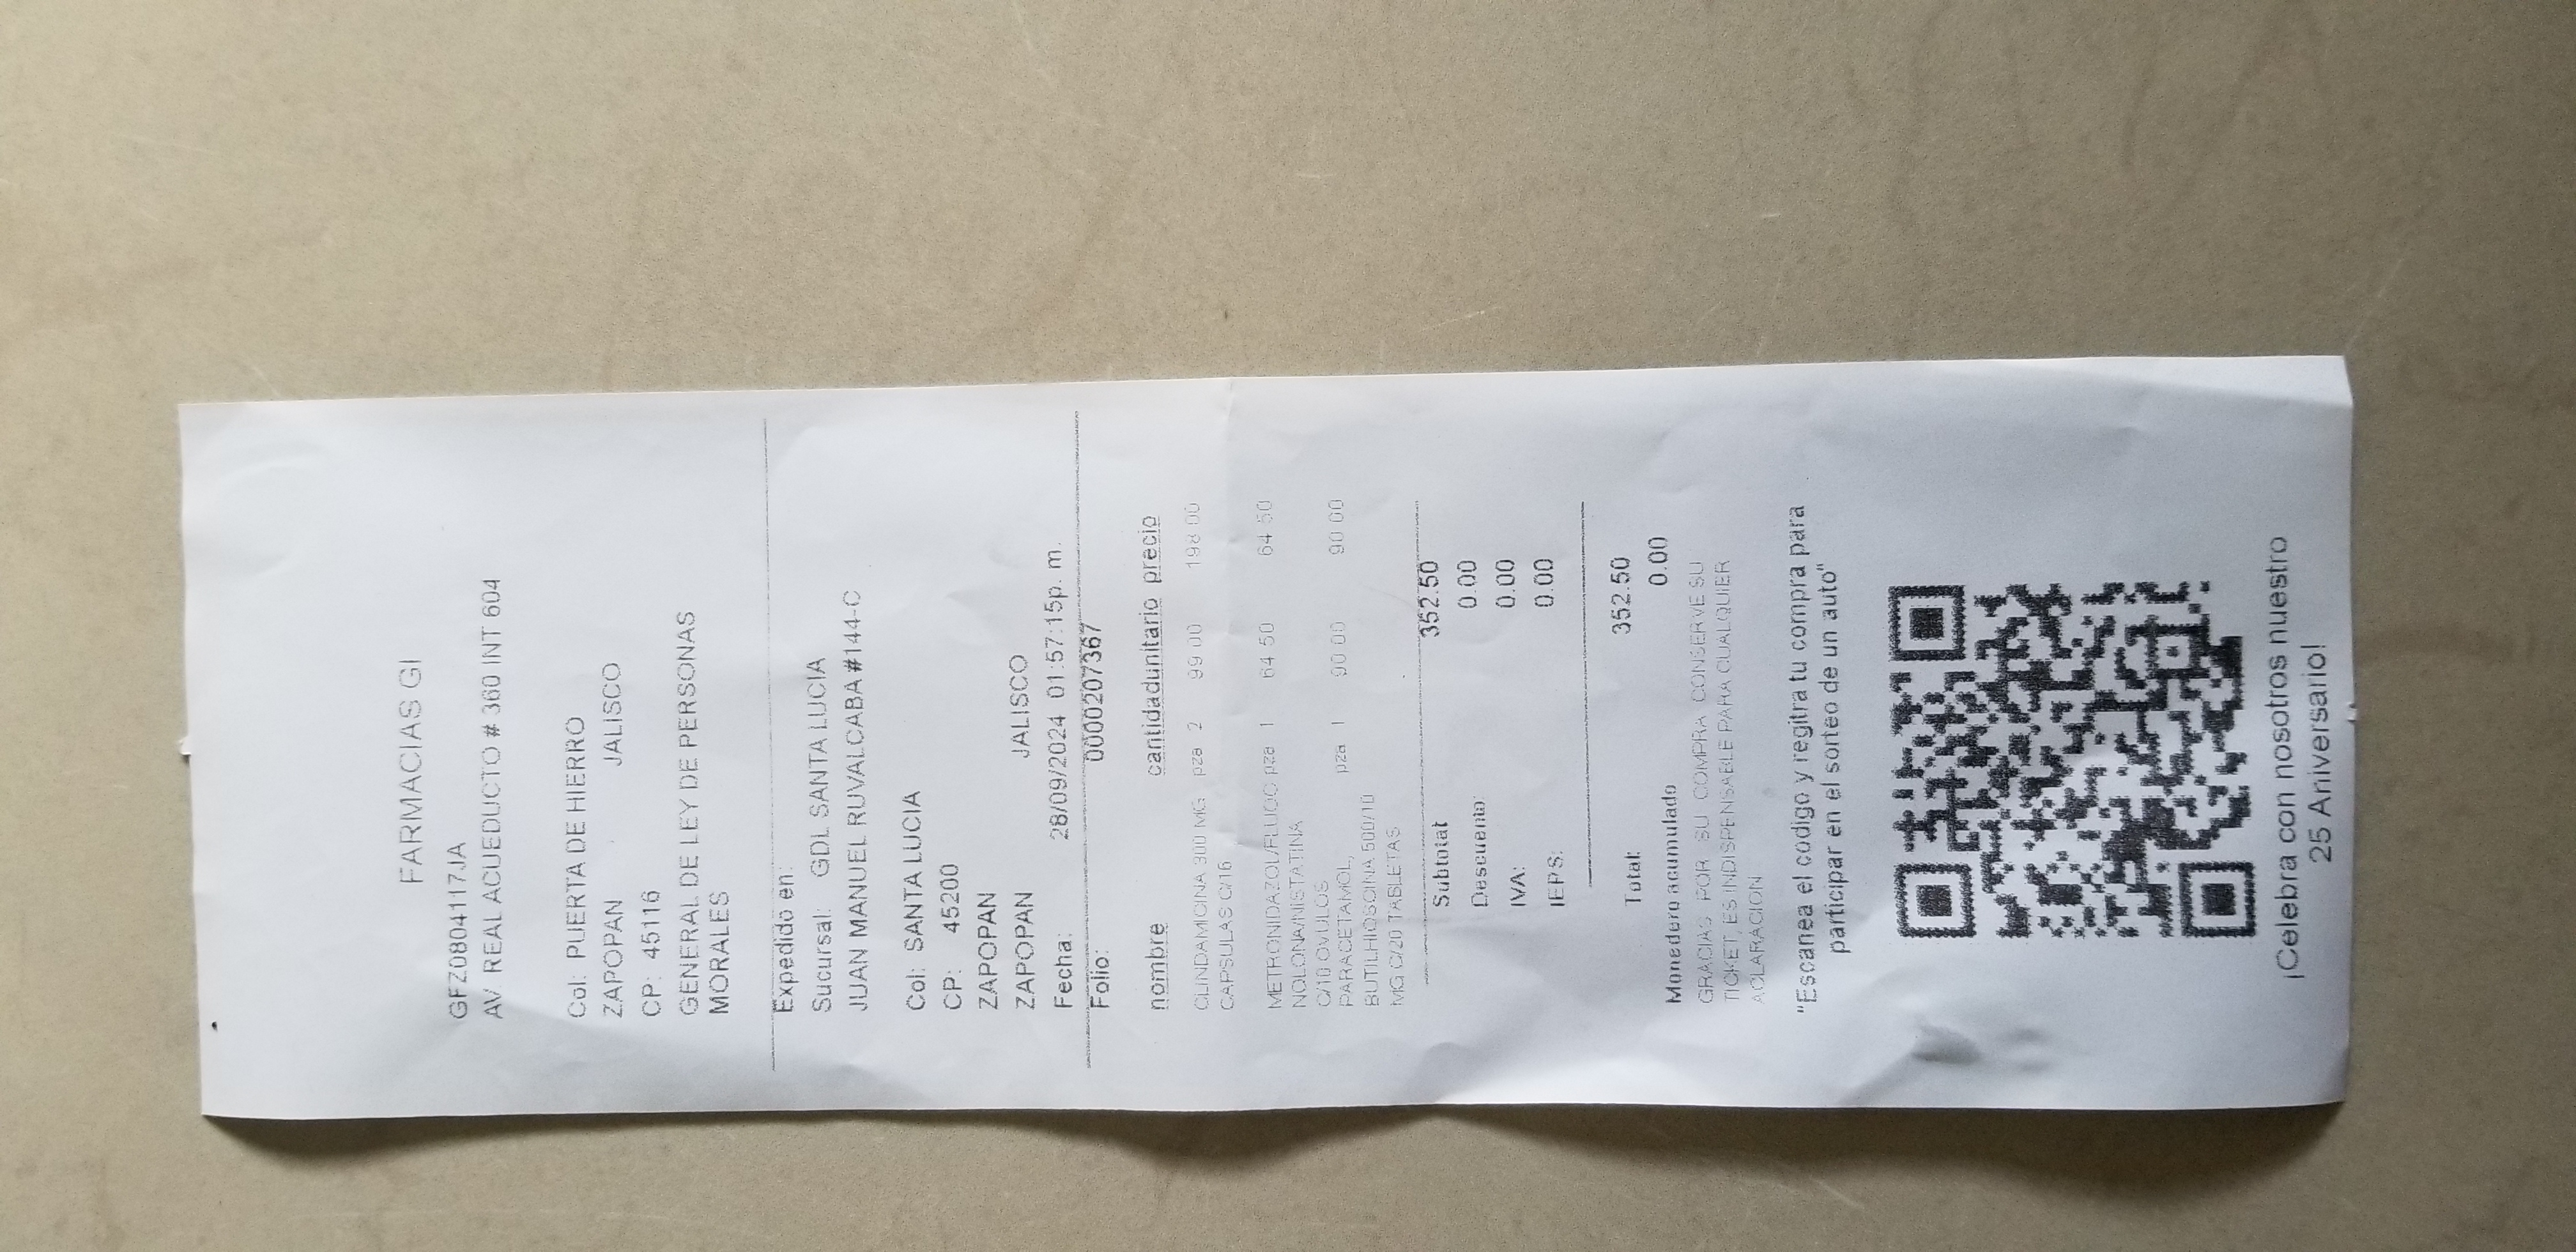 FARMACIAS GI
GFZ0804117JA
AV REAL ACUEDUCTO # 360 INT 604
Col: PUERTA DE HIERRO
ZAPOPAN JALISCO
CP: 45116
GENERAL DE LEY DE PERSONAS
MORALES
Expedido en:
Sucursal: GDL SANTA LUCIA
JUAN MANUEL RUVALCABA #144-C
Col: SANTA LUCIA
CP: 45200
ZAPOPAN
ZAPOPAN JALISCO
Fecha: 28/09/2024 01:57:15p. m.
Folio: 0000207367
nombre cantidadunitario precio
CLINDAMICINA 300 MG pza 2 99.00 198.00
CAPSULAS C/16
METRONIDAZOL/FLUOO pza 1 64.50 64.50
NOLONA/NISTATINA
C/10 OVULOS
PARACETAMOL, pza 1 90.00 90.00
BUTILHIOSCINA 500/10
MG C/20 TABLETAS
Subtotal 352.50
Descuento: 0.00
IVA: 0.00
IEPS: 0.00
Total: 352.50
Monedero acumulado 0.00
GRACIAS POR SU COMPRA CONSERVE SU
TICKET, ES INDISPENSABLE PARA CUALQUIER
ACLARACION
"Escanea el codigo y regitra tu compra para
participar en el sorteo de un auto"
¡Celebra con nosotros nuestro
25 Aniversario!